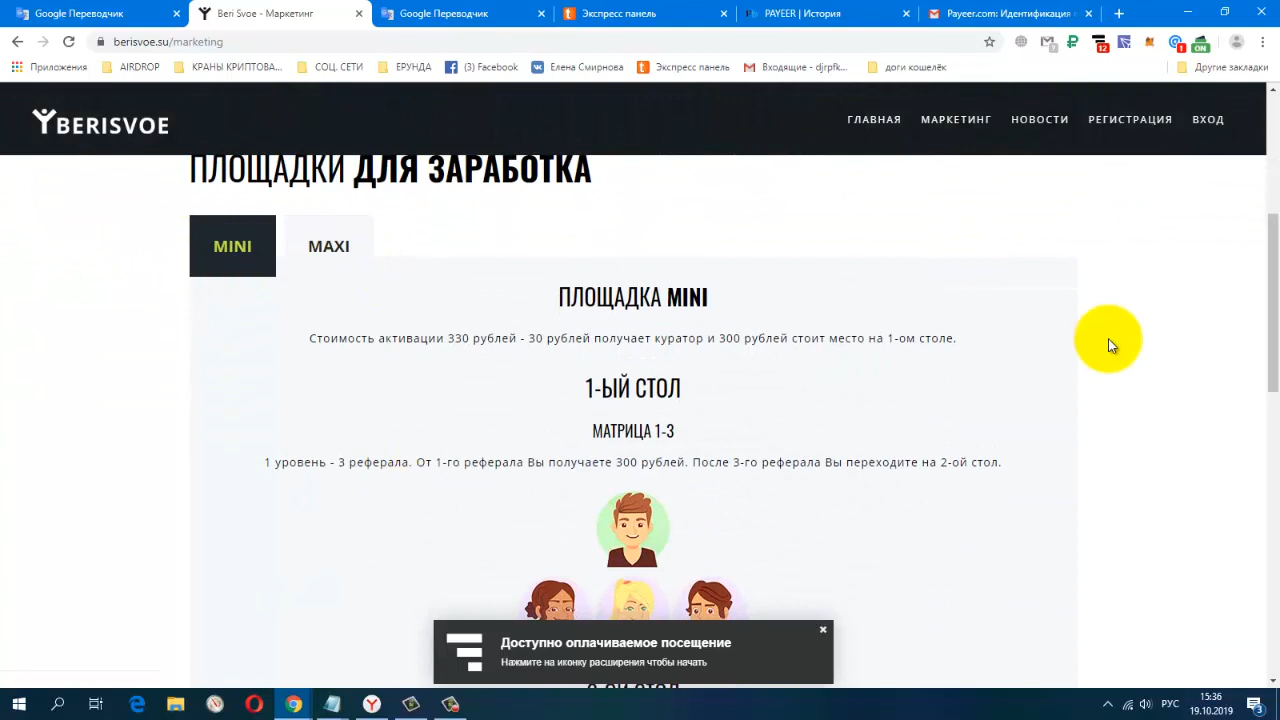 Google Переводчик
Beri Svoe - Маркетинг
Google Переводчик
Экспресс панель
PAYEER | История
Payeer.com: Идентификация
berisvoe.su/marketing
12
1
ON
Приложения
AIRDROP
КРАНЫ КРИПТОВА...
СОЦ. СЕТИ
ЕРУНДА
(3) Facebook
Елена Смирнова
Экспресс панель
Входящие - djrpfk...
доги кошелёк
Другие закладки
BERISVOE
ГЛАВНАЯ
МАРКЕТИНГ
НОВОСТИ
РЕГИСТРАЦИЯ
ВХОД
ПЛОЩАДКИ ДЛЯ ЗАРАБОТКА
MINI
MAXI
ПЛОЩАДКА MINI
Стоимость активации 330 рублей - 30 рублей получает куратор и 300 рублей стоит место на 1-ом столе.
1-ЫЙ СТОЛ
МАТРИЦА 1-3
1 уровень - 3 реферала. От 1-го реферала Вы получаете 300 рублей. После 3-го реферала Вы переходите на 2-ой стол.
Доступно оплачиваемое посещение
Нажмите на иконку расширения чтобы начать
РУС
15:36
19.10.2019
3